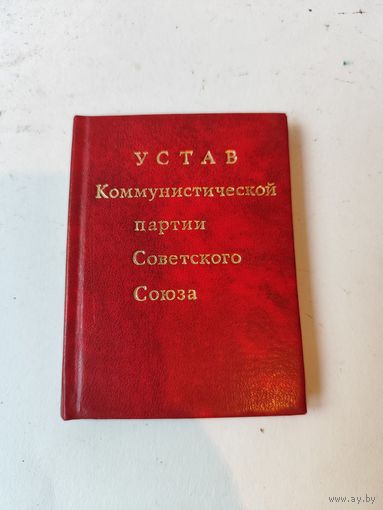 УСТАВ
Коммунистической
партии
Советского
Союза
www.ay.by